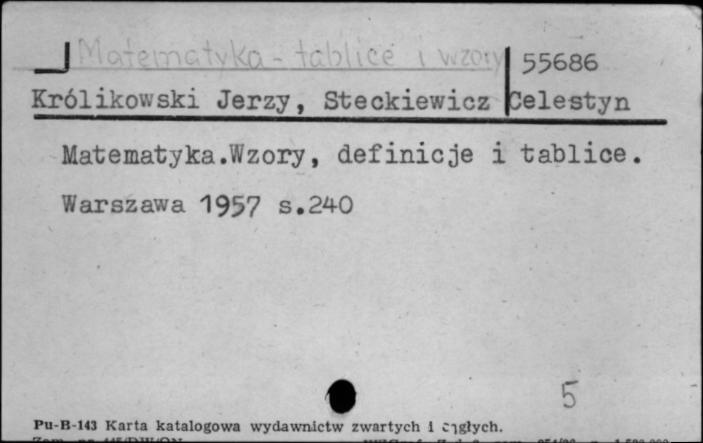 Matematyka - tablice i wzory
55686
Królikowski Jerzy, Steckiewicz Celestyn
Matematyka.Wzory, definicje i tablice.
Warszawa 1957 s.240
5
Pu-B-143 Karta katalogowa wydawnictw zwartych i ciągłych.